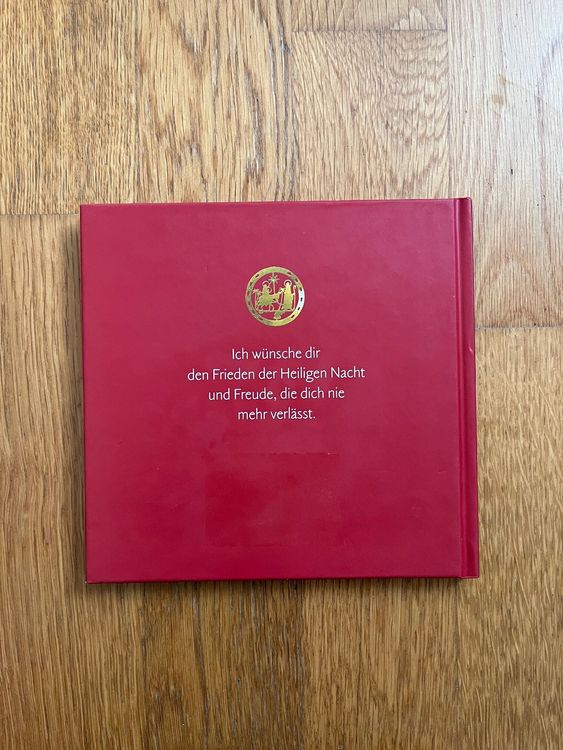 Ich wünsche dir
den Frieden der Heiligen Nacht
und Freude, die dich nie
mehr verlässt.